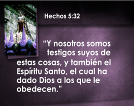 Hechos 5:32
“Y nosotros somos
testigos suyos de
estas cosas, y también el
Espíritu Santo, el cual ha
dado Dios a los que le
obedecen.”